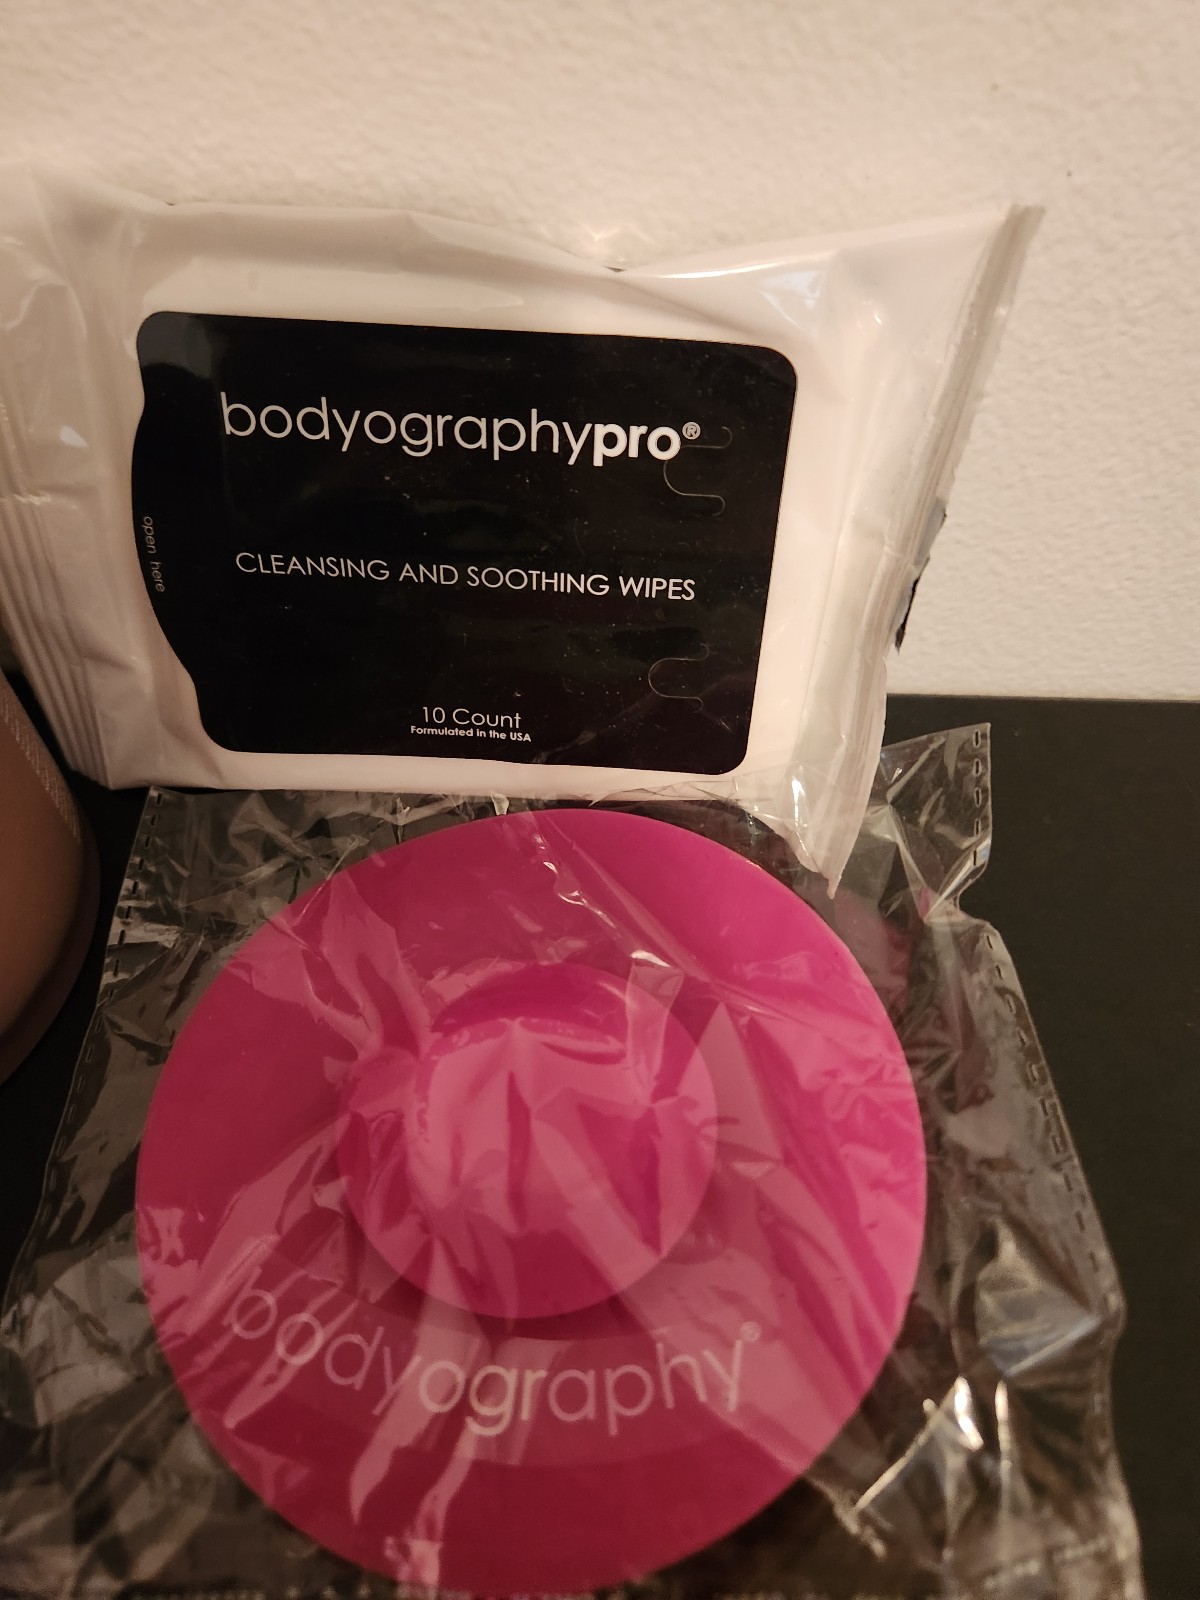 bodyographypro®
open here
CLEANSING AND SOOTHING WIPES
10 Count
Formulated in the USA
bodyography®